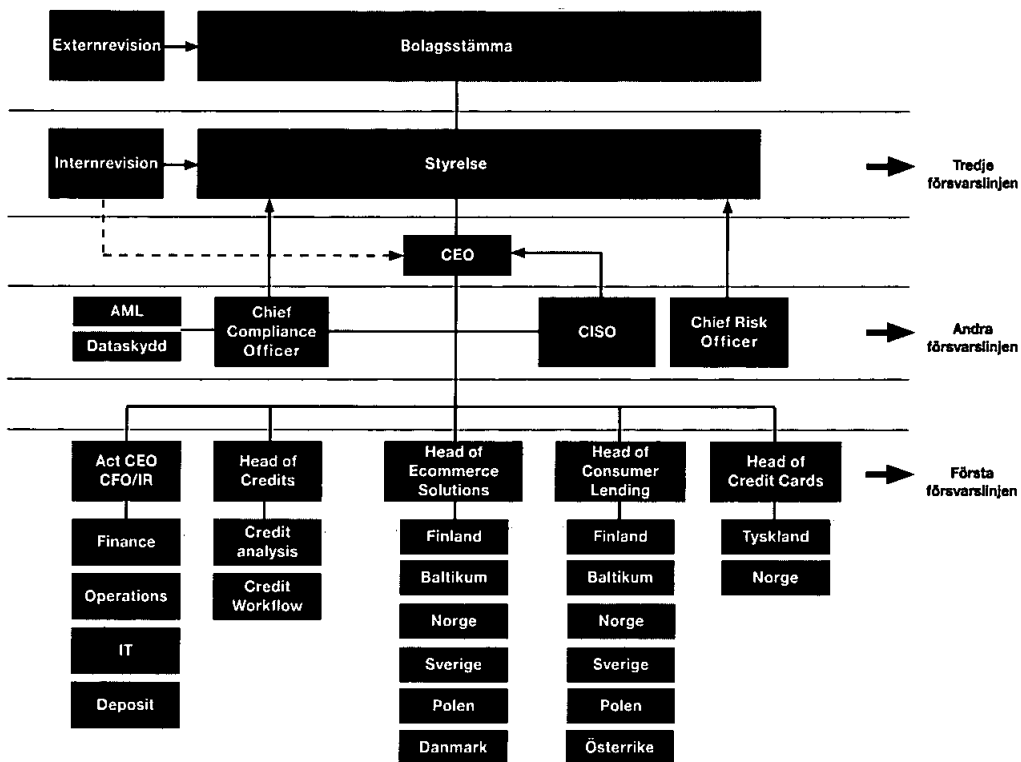 Externrevision
Bolagsstämma
Internrevision
Styrelse
Tredje
försvarslinjen
CEO
AML
Dataskydd
Chief
Compliance
Officer
CISO
Chief Risk
Officer
Andra
försvarslinjen
Act CEO
CFO/IR
Head of
Credits
Head of
Ecommerce
Solutions
Head of
Consumer
Lending
Head of
Credit Cards
Första
försvarslinjen
Finance
Operations
IT
Deposit
Credit
analysis
Credit
Workflow
Finland
Baltikum
Norge
Sverige
Polen
Danmark
Finland
Baltikum
Norge
Sverige
Polen
Österrike
Tyskland
Norge